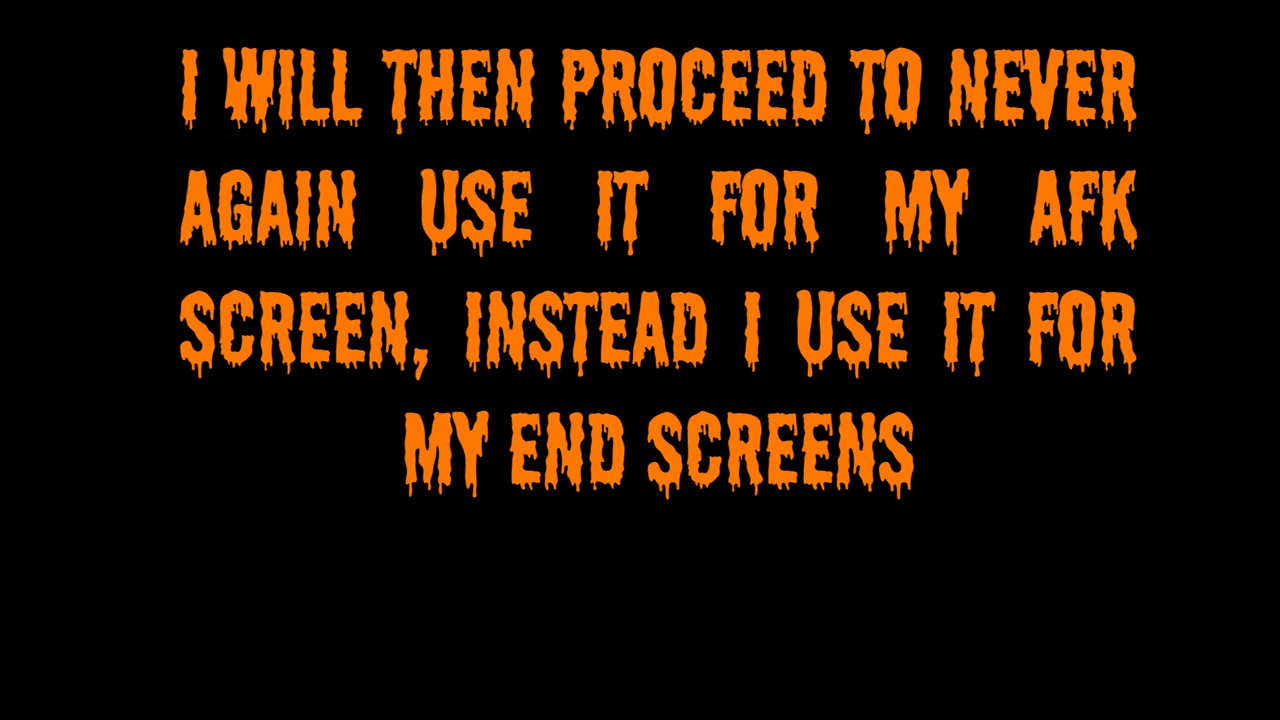 I WILL THEN PROCEED TO NEVER
AGAIN USE IT FOR MY AFK
SCREEN, INSTEAD I USE IT FOR
MY END SCREENS